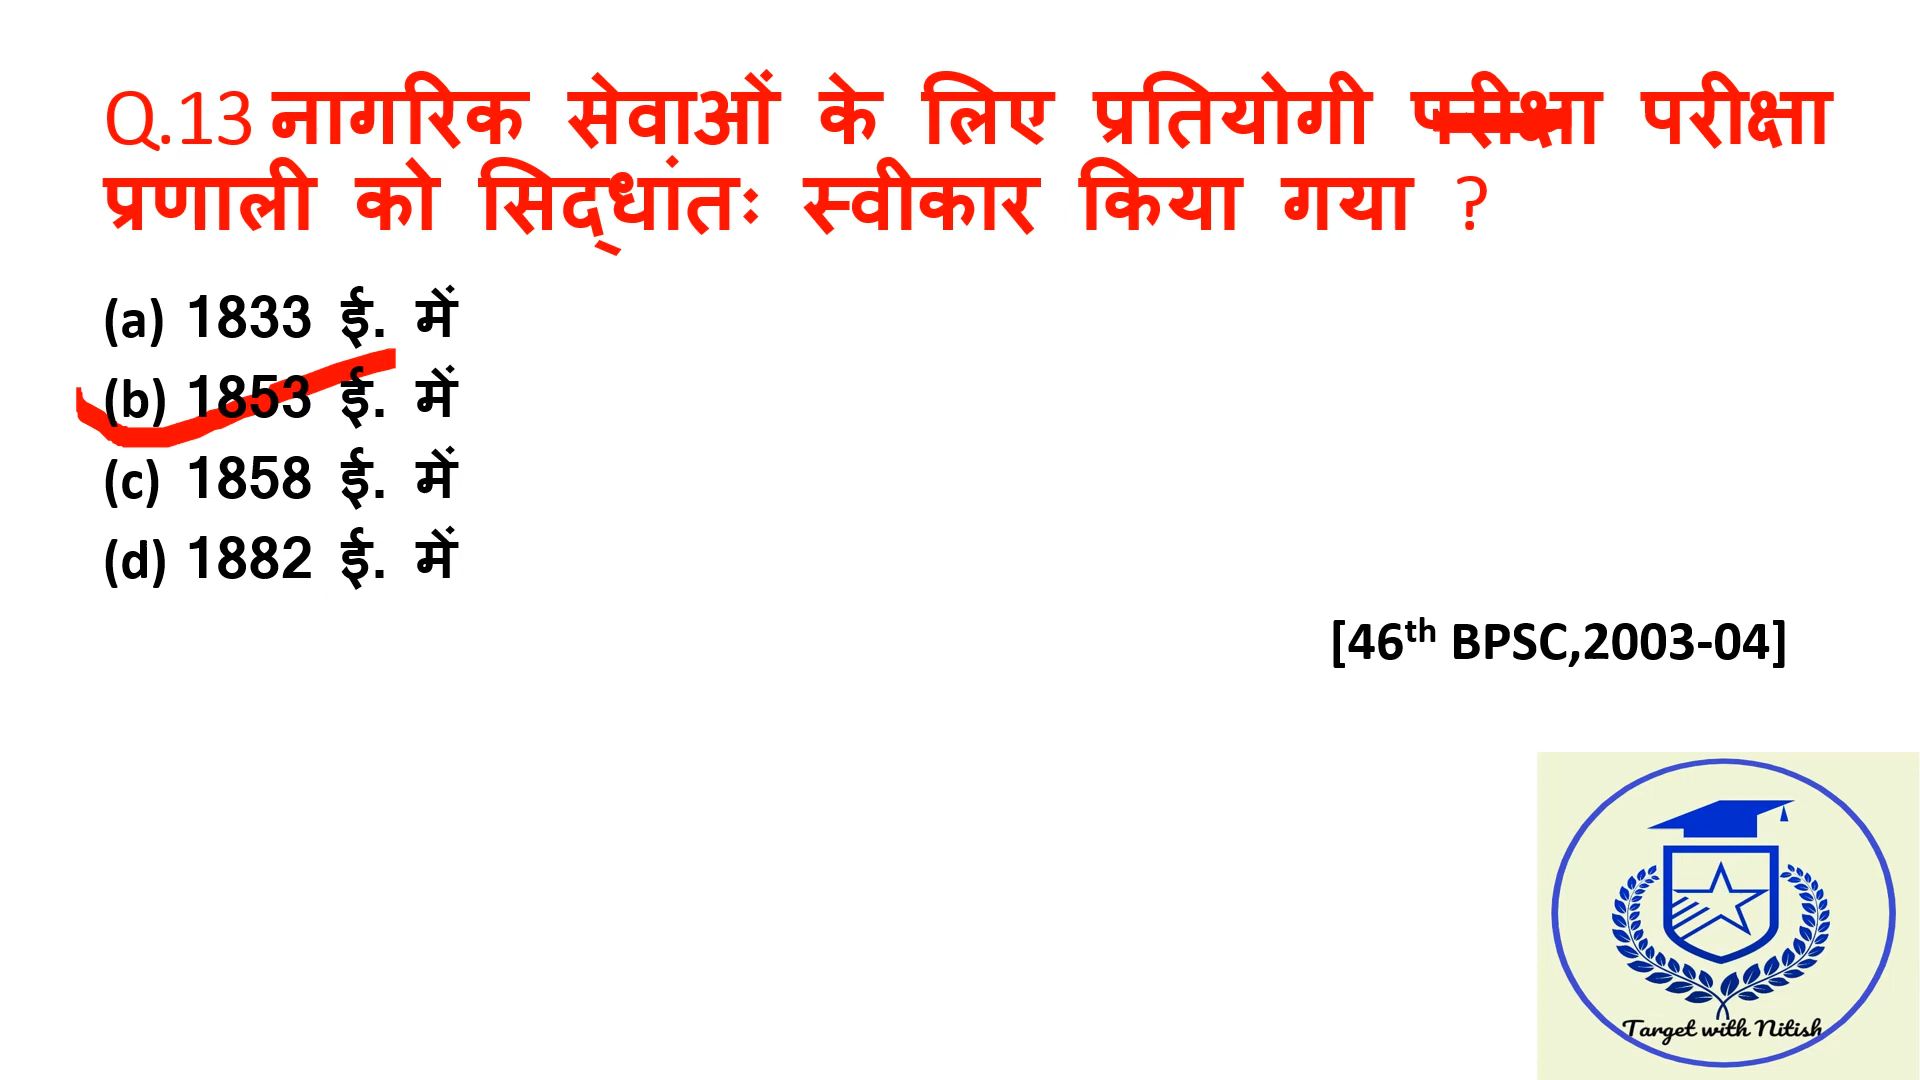 Q.13 नागरिक सेवाओं के लिए प्रतियोगी परीक्षा परीक्षा
प्रणाली को सिद्धांतः स्वीकार किया गया ?
(a) 1833 ई. में
(b) 1853 ई. में
(c) 1858 ई. में
(d) 1882 ई. में
[46th BPSC,2003-04]
Target with Nitish